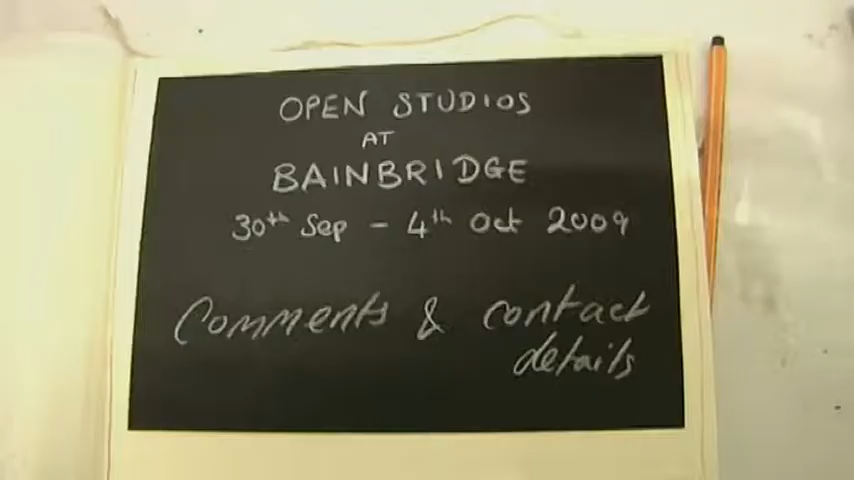 OPEN STUDIOS
AT
BAINBRIDGE
30th Sep - 4th Oct 2009
Comments & contact
details